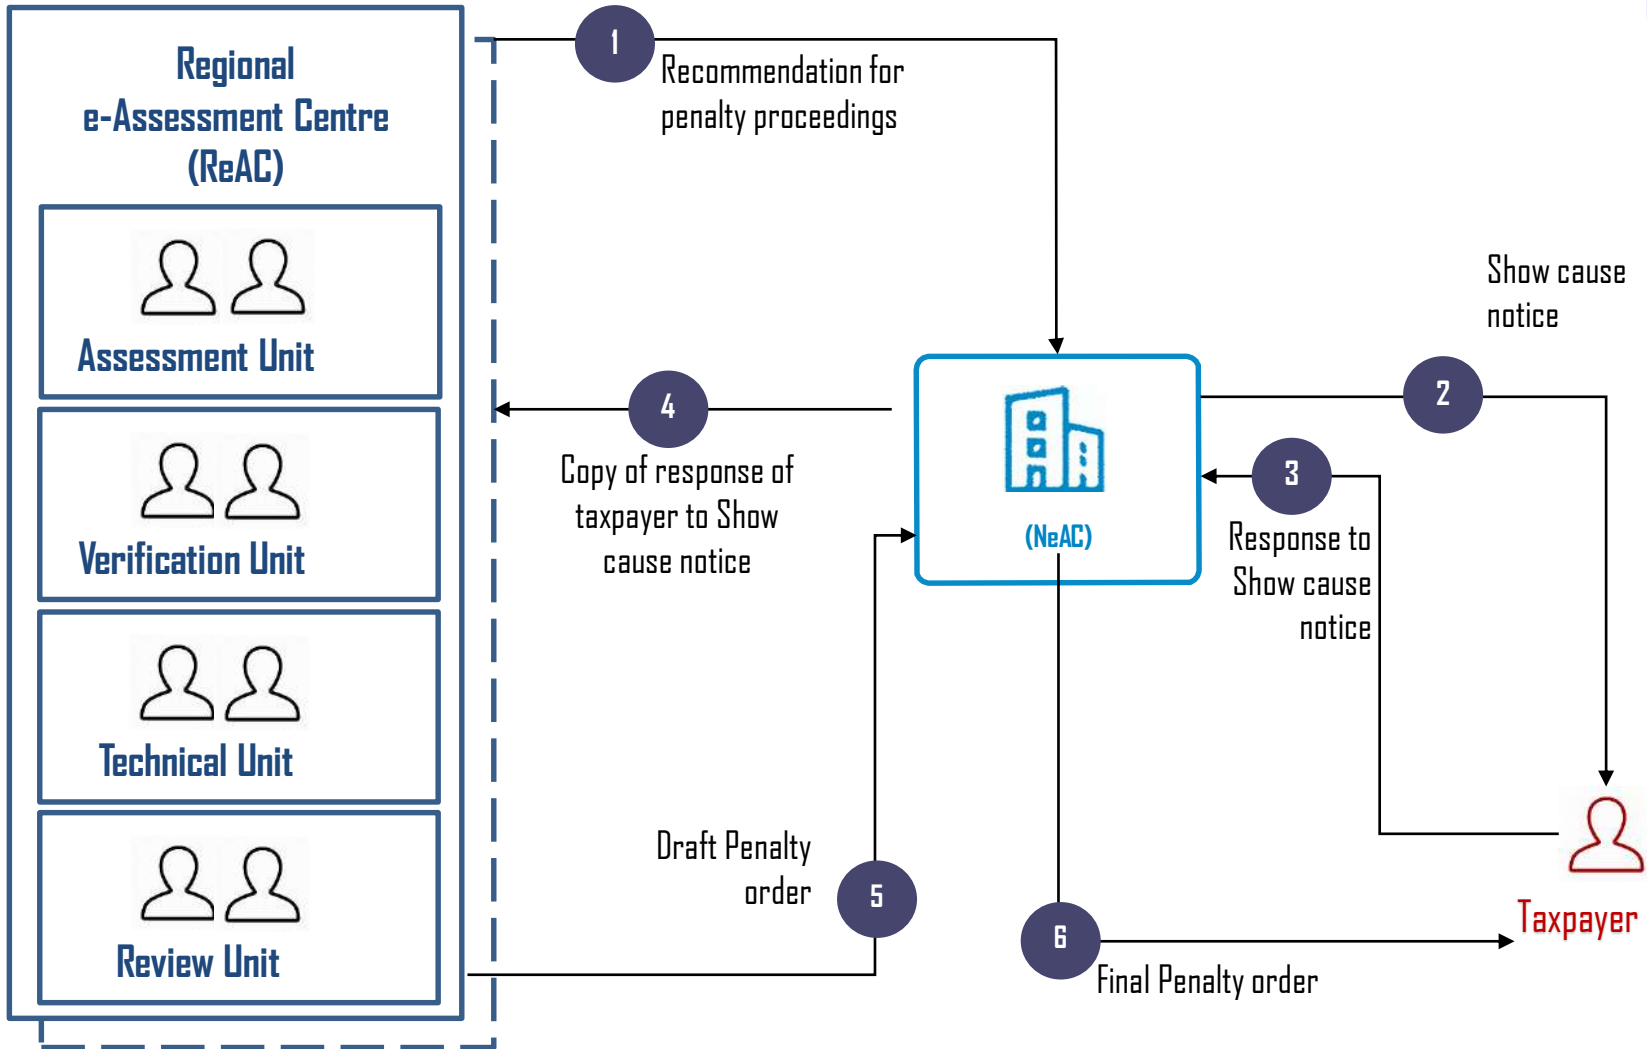 Regional
e-Assessment Centre
(ReAC)
Assessment Unit
Verification Unit
Technical Unit
Review Unit
1
Recommendation for
penalty proceedings
Show cause
notice
2
3
Response to
Show cause
notice
4
Copy of response of
taxpayer to Show
cause notice
(NeAC)
Draft Penalty
order
5
6
Final Penalty order
Taxpayer